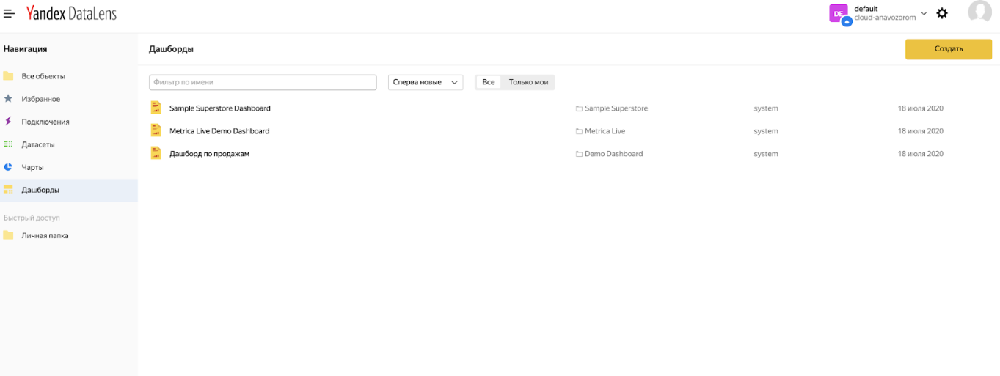 Yandex DataLens
DE
default
cloud-anavozorom
Навигация
Все объекты
Избранное
Подключения
Датасеты
Чарты
Дашборды
Быстрый доступ
Личная папка
Дашборды
Создать
Фильтр по имени
Сперва новые
Все
Только мои
Sample Superstore Dashboard Sample Superstore system 18 июля 2020
Metrica Live Demo Dashboard Metrica Live system 18 июля 2020
Дашборд по продажам Demo Dashboard system 18 июля 2020